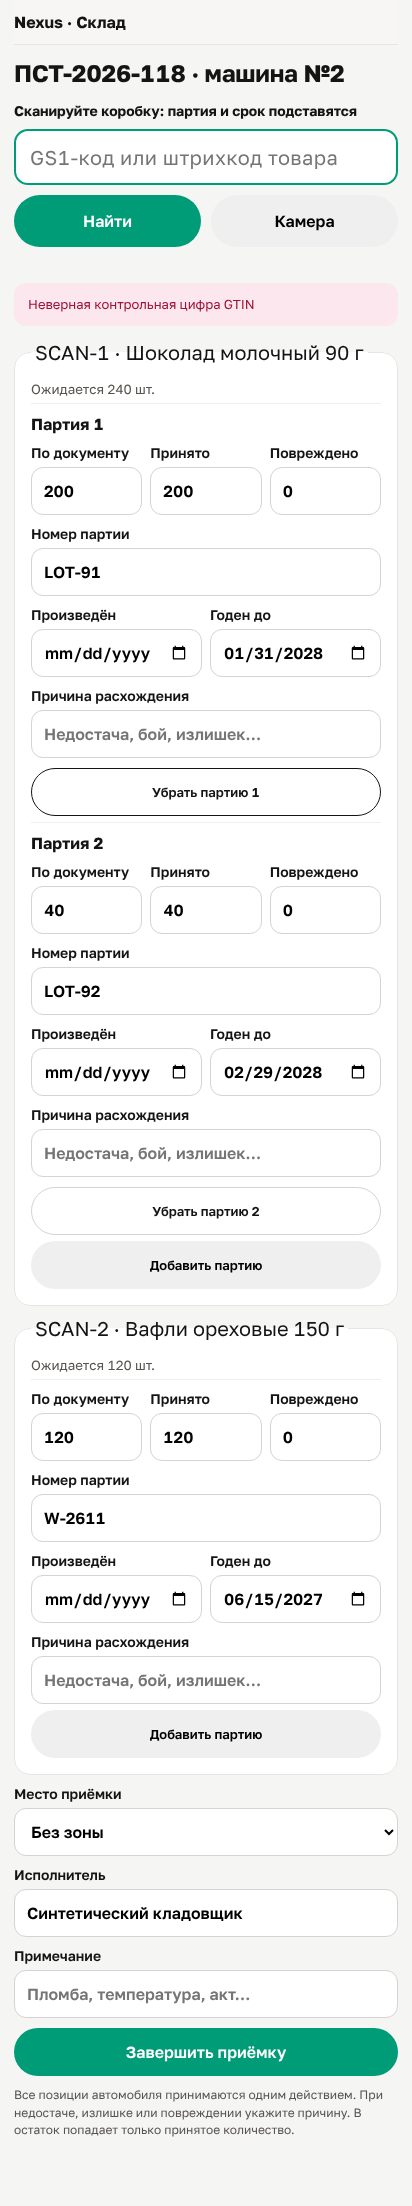 Nexus · Склад
ПСТ-2026-118 · машина №2
Сканируйте коробку: партия и срок подставятся
GS1-код или штрихкод товара
Найти
Камера
Неверная контрольная цифра GTIN
SCAN-1 · Шоколад молочный 90 г
Ожидается 240 шт.
Партия 1
По документу Принято Повреждено
200 200 0
Номер партии
LOT-91
Произведён Годен до
mm/dd/yyyy 01/31/2028
Причина расхождения
Недостача, бой, излишек...
Убрать партию 1
Партия 2
По документу Принято Повреждено
40 40 0
Номер партии
LOT-92
Произведён Годен до
mm/dd/yyyy 02/29/2028
Причина расхождения
Недостача, бой, излишек...
Убрать партию 2
Добавить партию
SCAN-2 · Вафли ореховые 150 г
Ожидается 120 шт.
По документу Принято Повреждено
120 120 0
Номер партии
W-2611
Произведён Годен до
mm/dd/yyyy 06/15/2027
Причина расхождения
Недостача, бой, излишек...
Добавить партию
Место приёмки
Без зоны
Исполнитель
Синтетический кладовщик
Примечание
Пломба, температура, акт...
Завершить приёмку
Все позиции автомобиля принимаются одним действием. При
недостаче, излишке или повреждении укажите причину. В
остаток попадает только принятое количество.